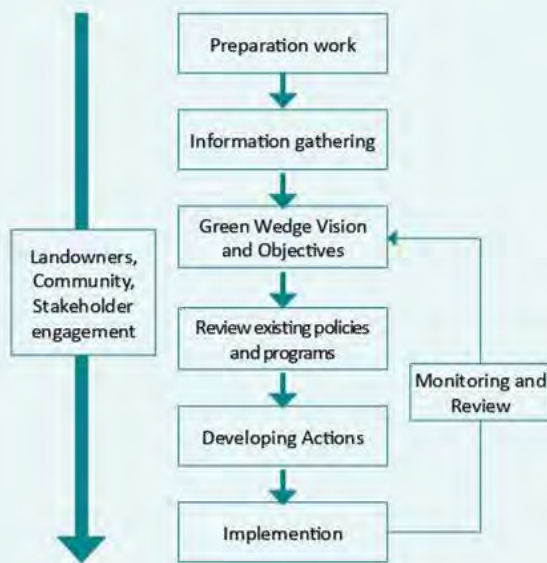 Preparation work
Information gathering
Green Wedge Vision
and Objectives
Landowners,
Community,
Stakeholder
engagement
Review existing policies
and programs
Monitoring and
Review
Developing Actions
Implemention